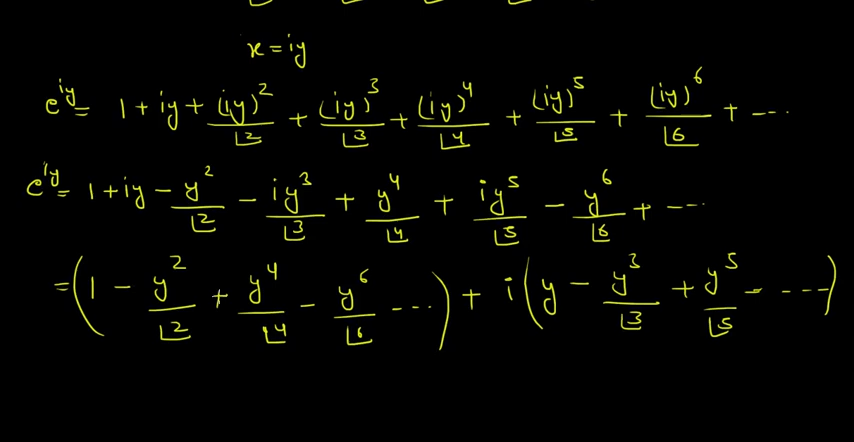 x = iy
e^{iy} = 1 + iy + (iy)^2/⌊2 + (iy)^3/⌊3 + (iy)^4/⌊4 + (iy)^5/⌊5 + (iy)^6/⌊6 + ----
e^{iy} = 1 + iy - y^2/⌊2 - iy^3/⌊3 + y^4/⌊4 + iy^5/⌊5 - y^6/⌊6 + ----
= (1 - y^2/⌊2 + y^4/⌊4 - y^6/⌊6 ---) + i(y - y^3/⌊3 + y^5/⌊5 - ----)